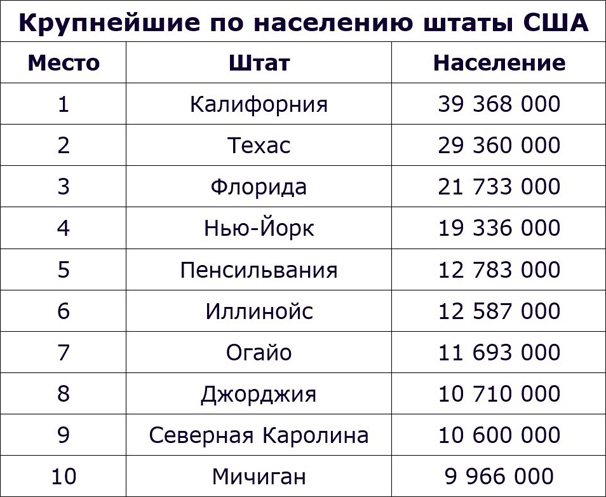 Крупнейшие по населению штаты США
Место Штат Население
1 Калифорния 39 368 000
2 Техас 29 360 000
3 Флорида 21 733 000
4 Нью-Йорк 19 336 000
5 Пенсильвания 12 783 000
6 Иллинойс 12 587 000
7 Огайо 11 693 000
8 Джорджия 10 710 000
9 Северная Каролина 10 600 000
10 Мичиган 9 966 000